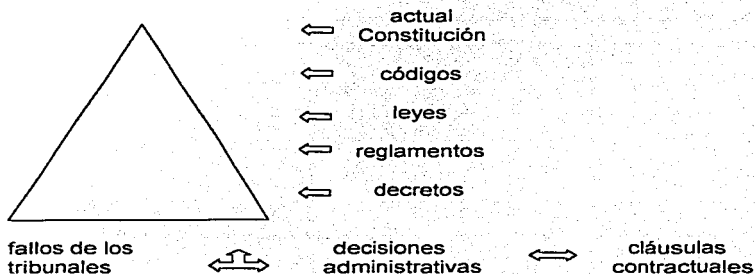 actual
Constitución
códigos
leyes
reglamentos
decretos
fallos de los
tribunales
decisiones
administrativas
cláusulas
contractuales